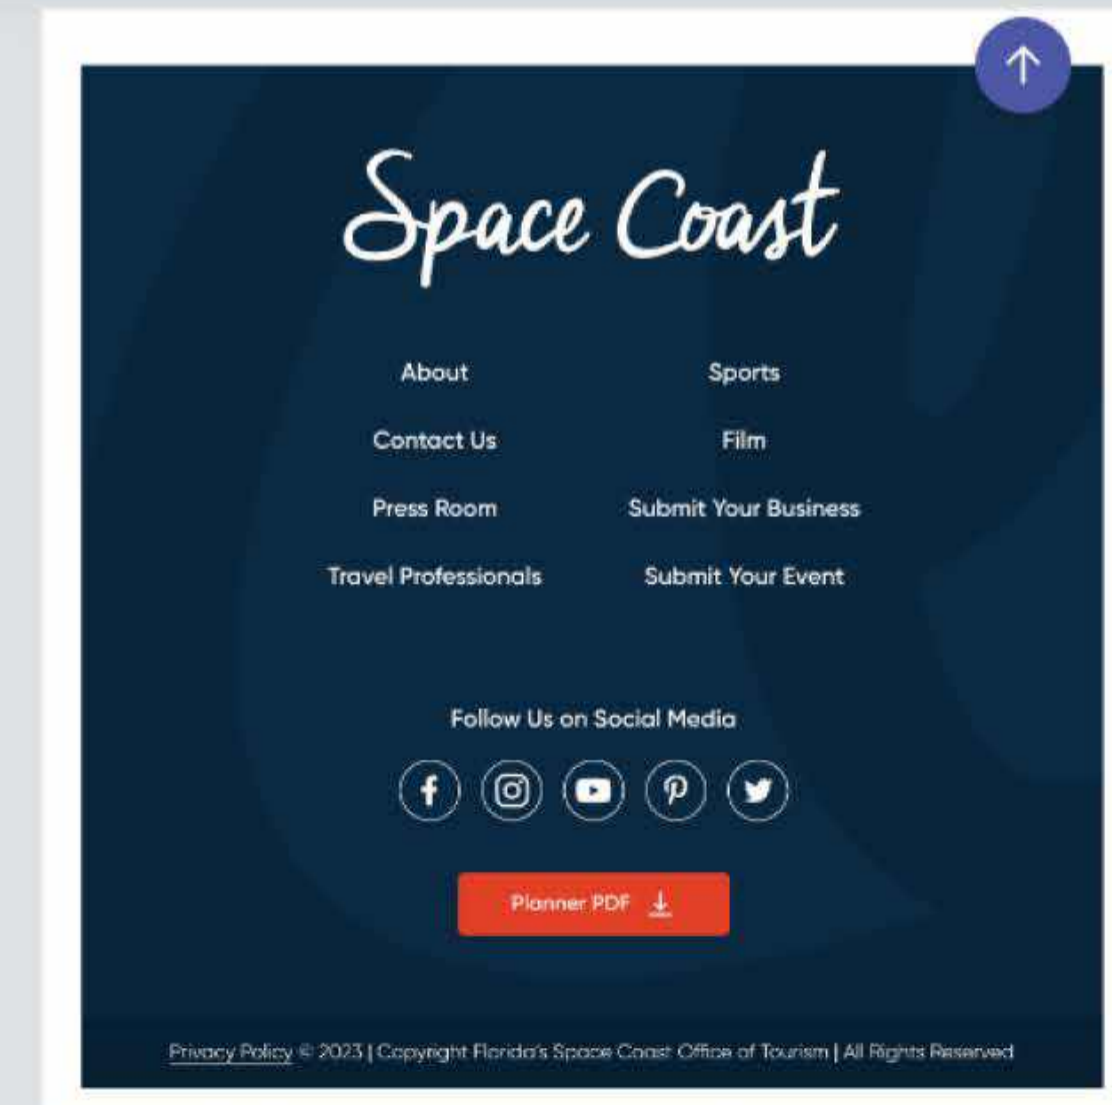 Space Coast
About
Sports
Contact Us
Film
Press Room
Submit Your Business
Travel Professionals
Submit Your Event
Follow Us on Social Media
Planner PDF
Privacy Policy © 2023 | Copyright Florida's Space Coast Office of Tourism | All Rights Reserved